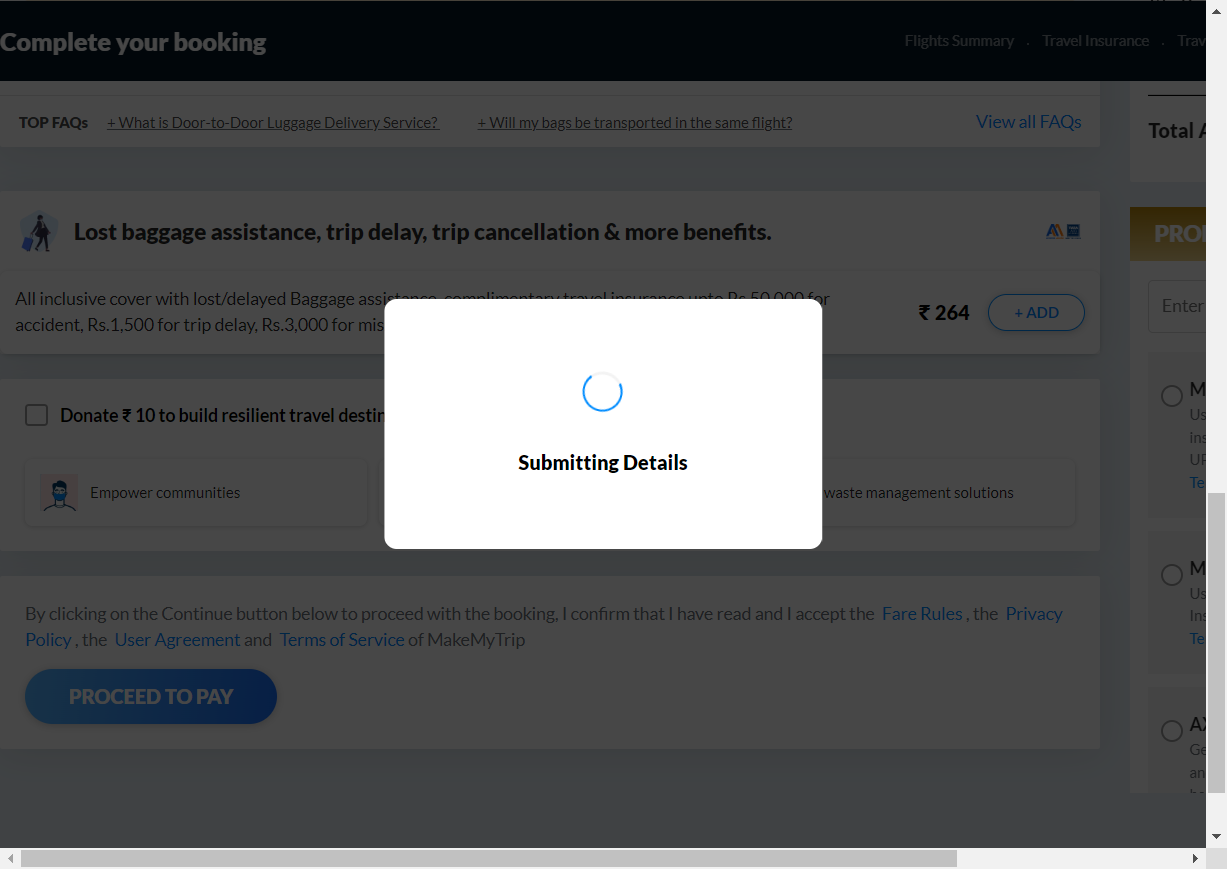 Complete your booking
Flights Summary . Travel Insurance . Trav
TOP FAQs + What is Door-to-Door Luggage Delivery Service? + Will my bags be transported in the same flight? View all FAQs
Total A
Lost baggage assistance, trip delay, trip cancellation & more benefits.
PRO
All inclusive cover with lost/delayed Baggage assistance, complimentary travel insurance upto Rs.50,000 for
accident, Rs.1,500 for trip delay, Rs.3,000 for mis
₹ 264 + ADD
Enter
Donate ₹ 10 to build resilient travel destin
Empower communities
waste management solutions
Submitting Details
M
Us
ins
UP
Te
M
Us
Ins
Te
By clicking on the Continue button below to proceed with the booking, I confirm that I have read and I accept the Fare Rules , the Privacy
Policy , the User Agreement and Terms of Service of MakeMyTrip
PROCEED TO PAY
AX
Ge
an